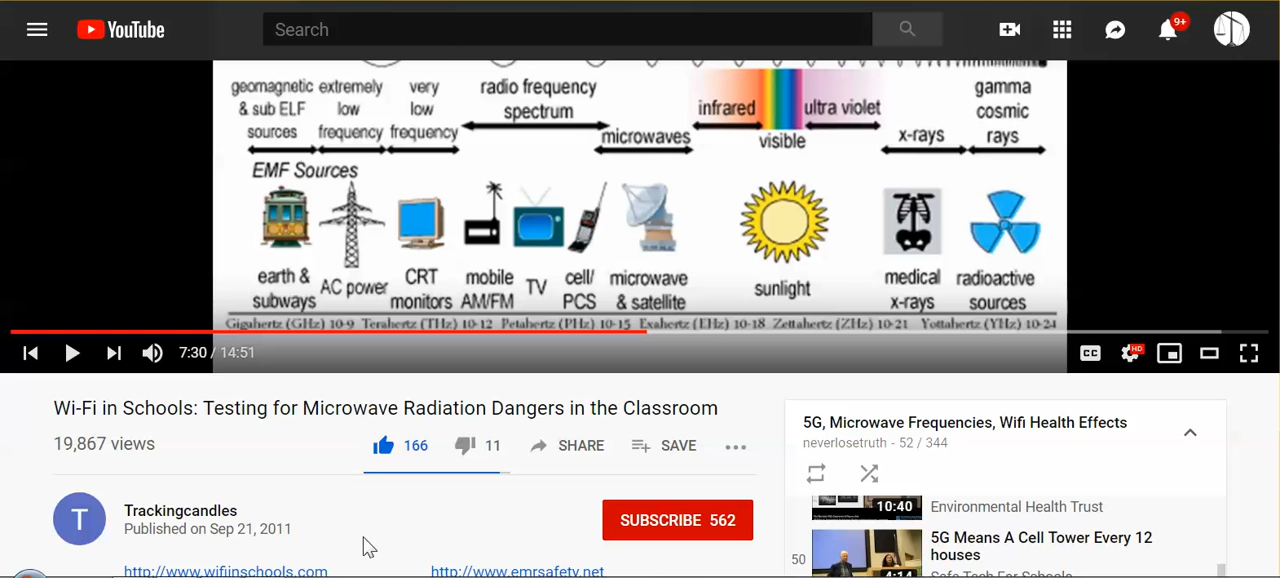 YouTube
Search
9+
geomagnetic extremely very radio frequency gamma
& sub ELF low low spectrum infrared ultra violet cosmic
sources frequency frequency microwaves visible x-rays rays
EMF Sources
earth & AC power CRT mobile TV cell/ microwave sunlight medical radioactive
subways monitors AM/FM PCS & satellite x-rays sources
Gigahertz (GHz) 10-9 Terahertz (THz) 10-12 Petahertz (PHz) 10-15 Exahertz (EHz) 10-18 Zettahertz (ZHz) 10-21 Yottahertz (YHz) 10-24
7:30 / 14:51
CC
HD
Wi-Fi in Schools: Testing for Microwave Radiation Dangers in the Classroom
19,867 views
166
11
SHARE
SAVE
T
Trackingcandles
Published on Sep 21, 2011
SUBSCRIBE 562
http://www.wifiinschools.com
http://www.emrsafety.net
5G, Microwave Frequencies, Wifi Health Effects
neverlosetruth - 52 / 344
10:40
Environmental Health Trust
50
5G Means A Cell Tower Every 12
houses
4:14
Safe Tech For Schools